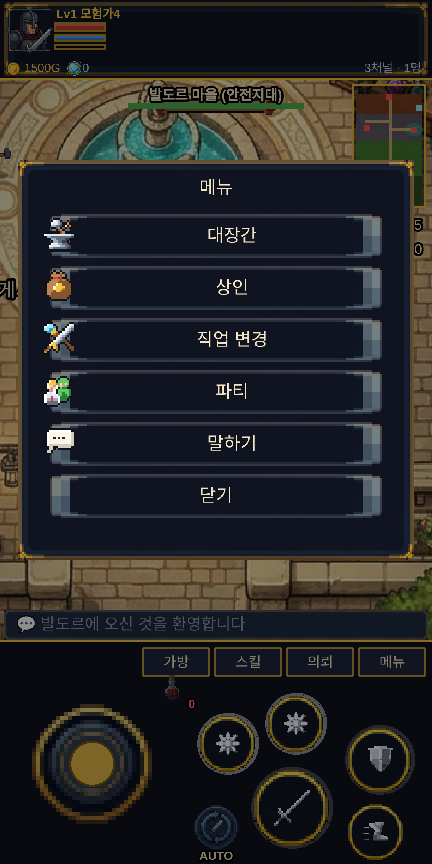 Lv1 모험가4
1500G 0
3채널 · 1명
발도르 마을 (안전지대)
5
0
게
메뉴
대장간
상인
직업 변경
파티
말하기
닫기
발도르에 오신 것을 환영합니다
가방
스킬
의뢰
메뉴
0
AUTO